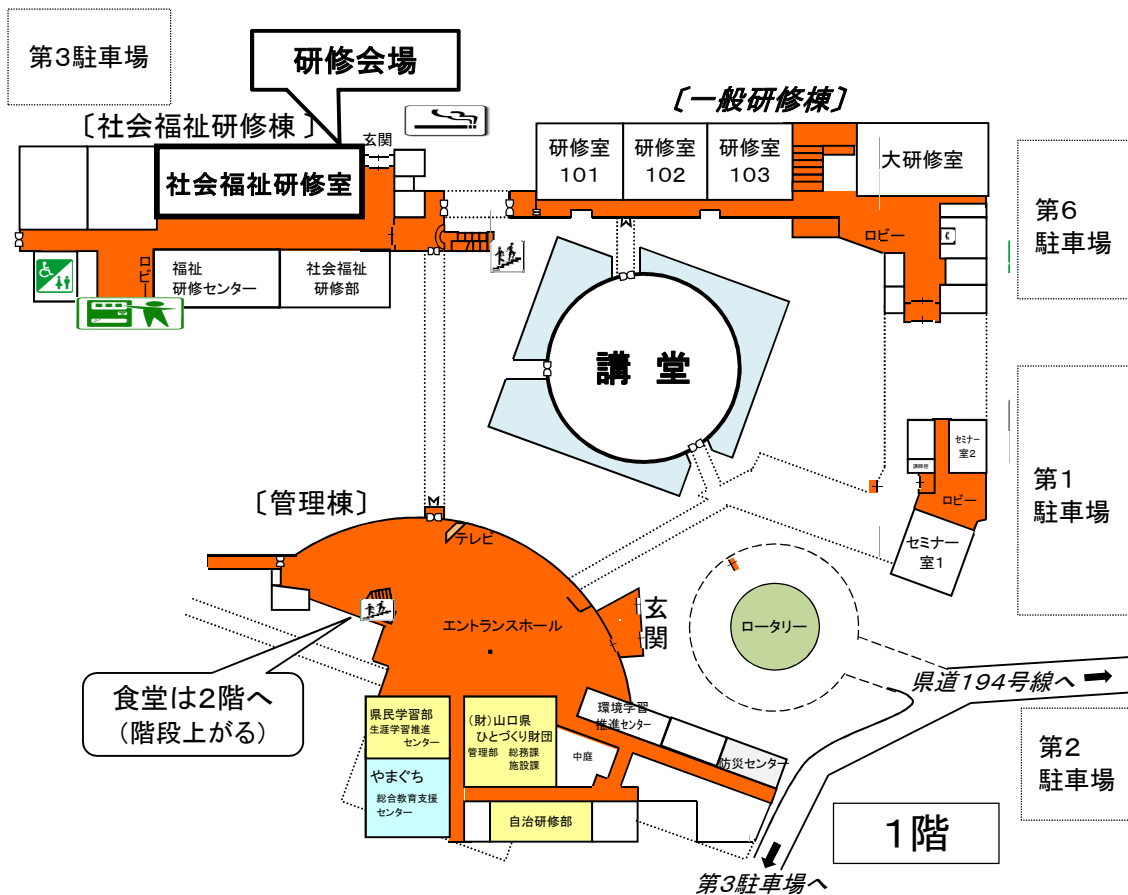 第3駐車場
研修会場
〔一般研修棟〕
〔社会福祉研修棟〕
玄関
社会福祉研修室
研修室
101
研修室
102
研修室
103
大研修室
第6
駐車場
ロビー
ロビー
福祉
研修センター
社会福祉
研修部
講堂
第1
駐車場
セミナー
室2
講師控
ロビー
セミナー
室1
〔管理棟〕
テレビ
エントランスホール
玄関
ロータリー
県道194号線へ
食堂は2階へ
(階段上がる)
県民学習部
生涯学習推進
センター
(財)山口県
ひとづくり財団
管理部 総務課
施設課
環境学習
推進センター
中庭
防災センター
第2
駐車場
やまぐち
総合教育支援
センター
自治研修部
1階
第3駐車場へ